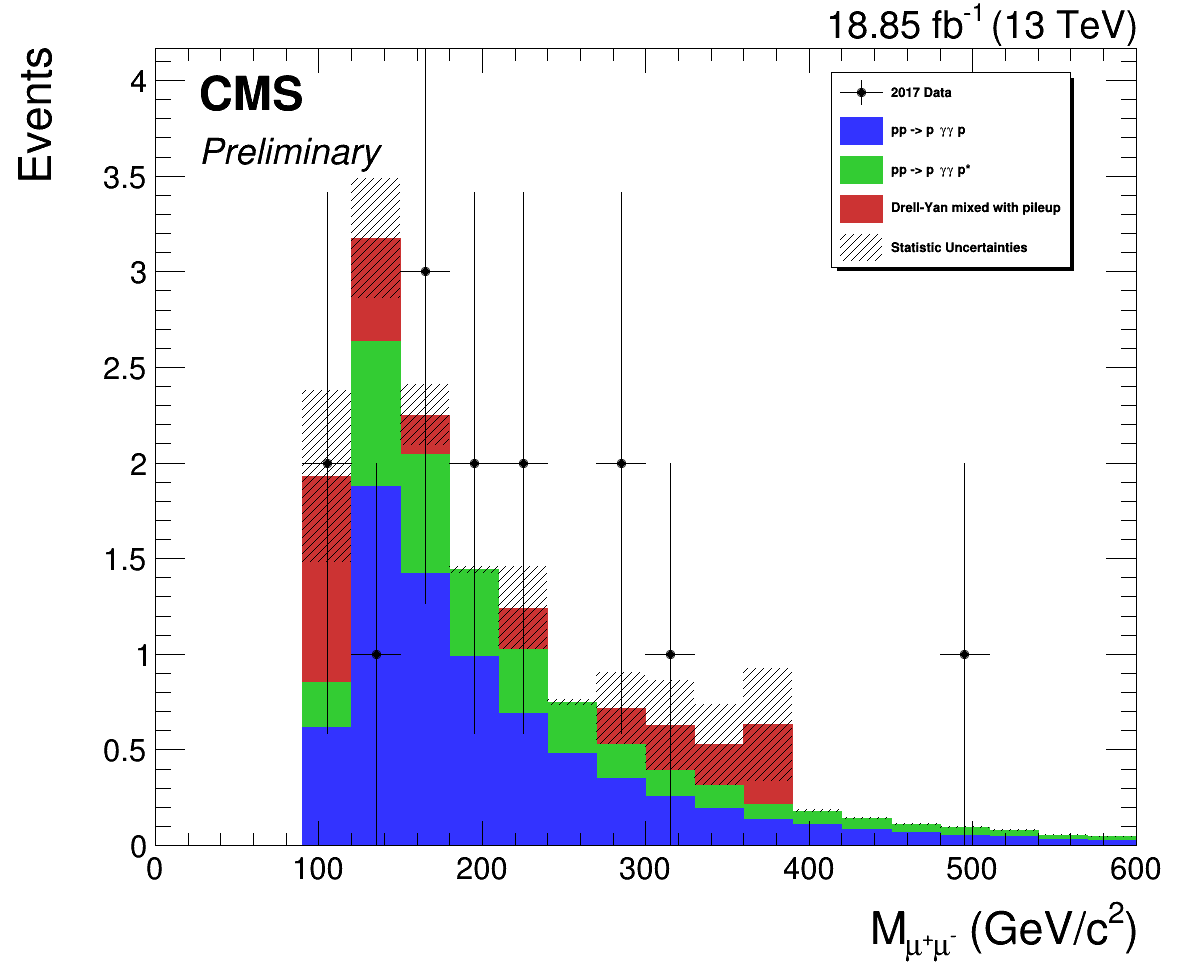 18.85 fb⁻¹ (13 TeV)
Events
CMS
Preliminary
2017 Data
pp -> p γγ p
pp -> p γγ p*
Drell-Yan mixed with pileup
Statistic Uncertainties
4
3.5
3
2.5
2
1.5
1
0.5
0
0 100 200 300 400 500 600
M_μ⁺μ⁻ (GeV/c²)